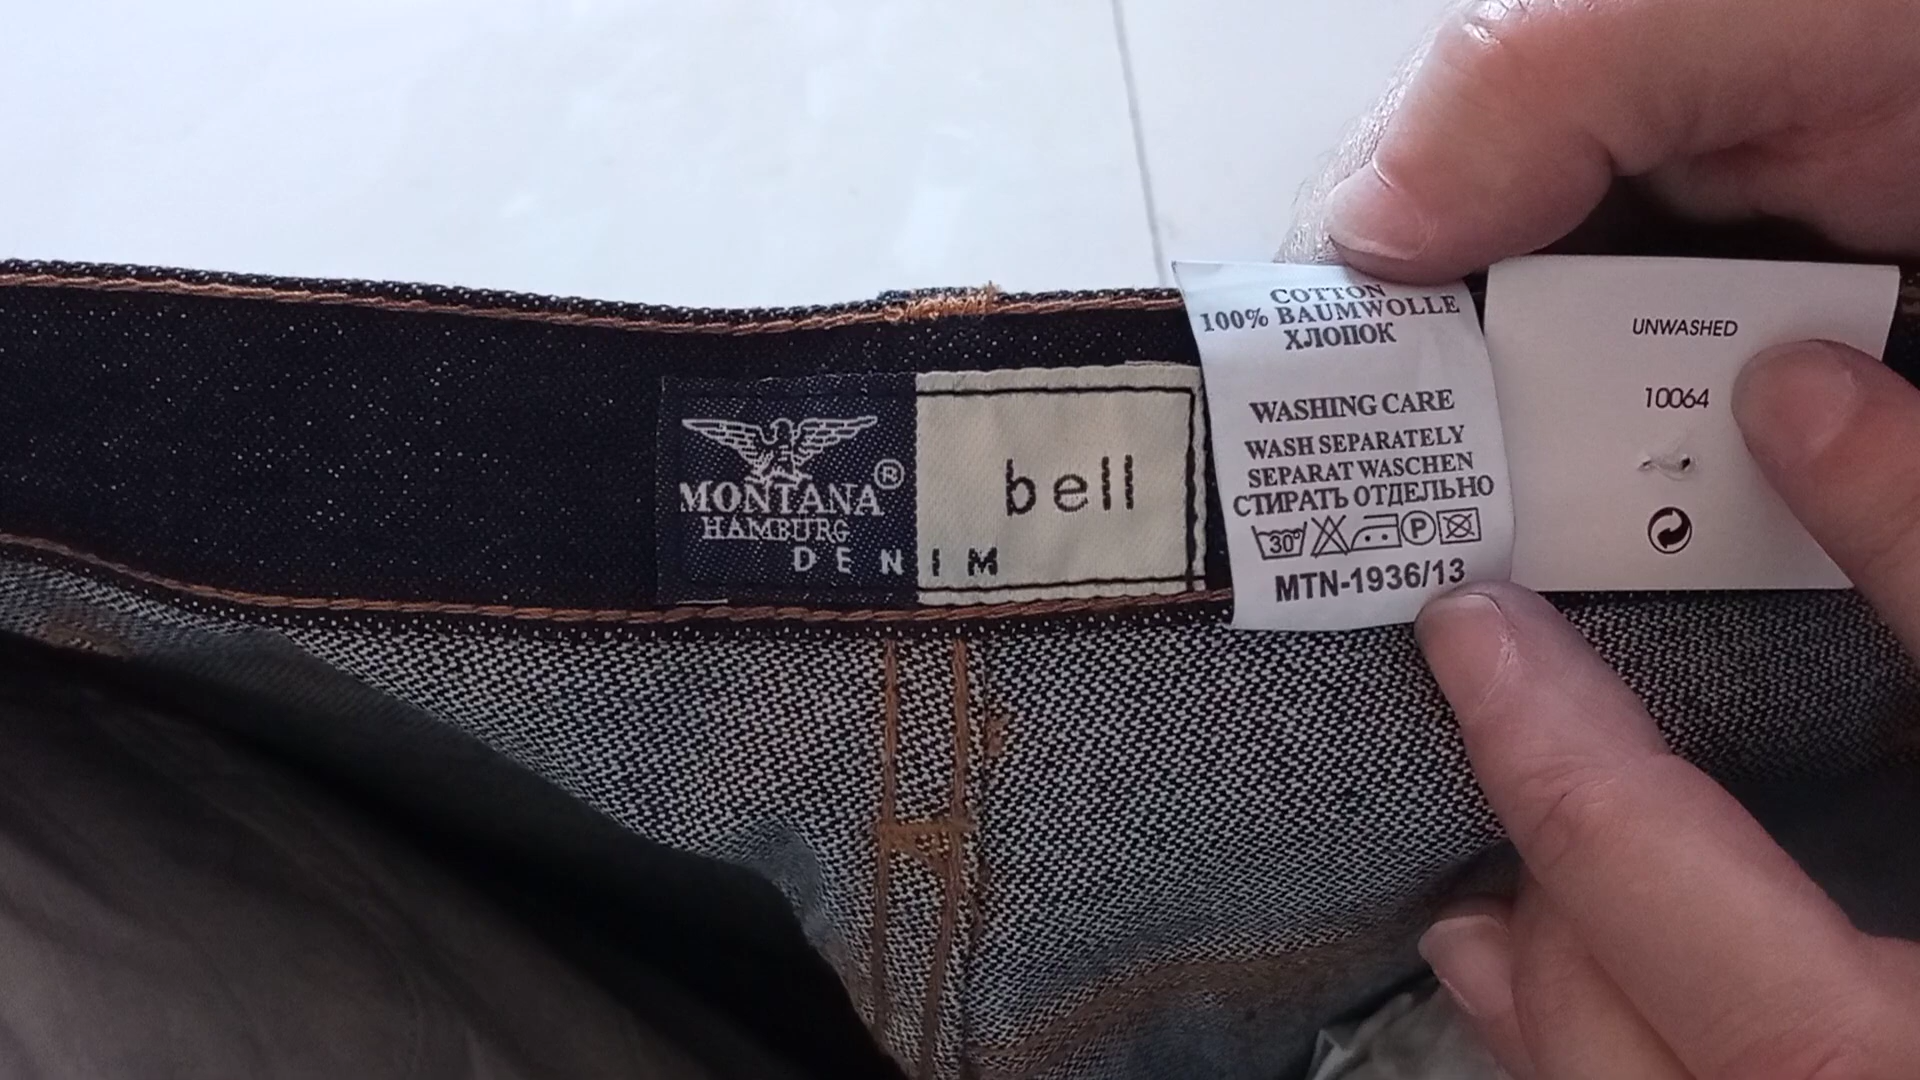 MONTANA®
HAMBURG
DENIM
bell
COTTON
100% BAUMWOLLE
ХЛОПОК
WASHING CARE
WASH SEPARATELY
SEPARAT WASCHEN
СТИРАТЬ ОТДЕЛЬНО
30° P
MTN-1936/13
UNWASHED
10064